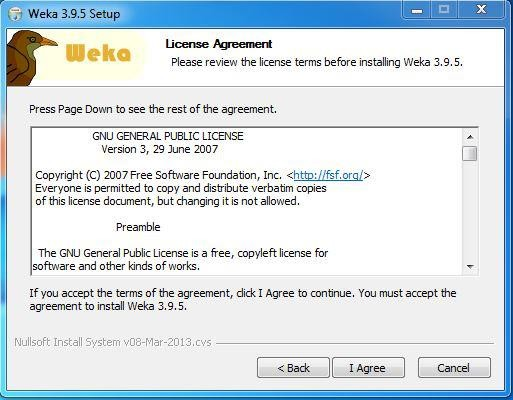 Weka 3.9.5 Setup
Weka
License Agreement
Please review the license terms before installing Weka 3.9.5.
Press Page Down to see the rest of the agreement.
GNU GENERAL PUBLIC LICENSE
Version 3, 29 June 2007
Copyright (C) 2007 Free Software Foundation, Inc. <http://fsf.org/>
Everyone is permitted to copy and distribute verbatim copies
of this license document, but changing it is not allowed.
Preamble
The GNU General Public License is a free, copyleft license for
software and other kinds of works.
If you accept the terms of the agreement, click I Agree to continue. You must accept the
agreement to install Weka 3.9.5.
Nullsoft Install System v08-Mar-2013.cvs
< Back I Agree Cancel